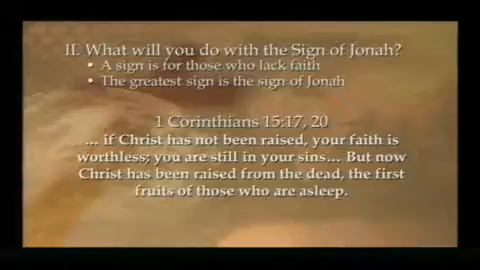 II. What will you do with the Sign of Jonah?
• A sign is for those who lack faith
• The greatest sign is the sign of Jonah
1 Corinthians 15:17, 20
... if Christ has not been raised, your faith is
worthless; you are still in your sins... But now
Christ has been raised from the dead, the first
fruits of those who are asleep.